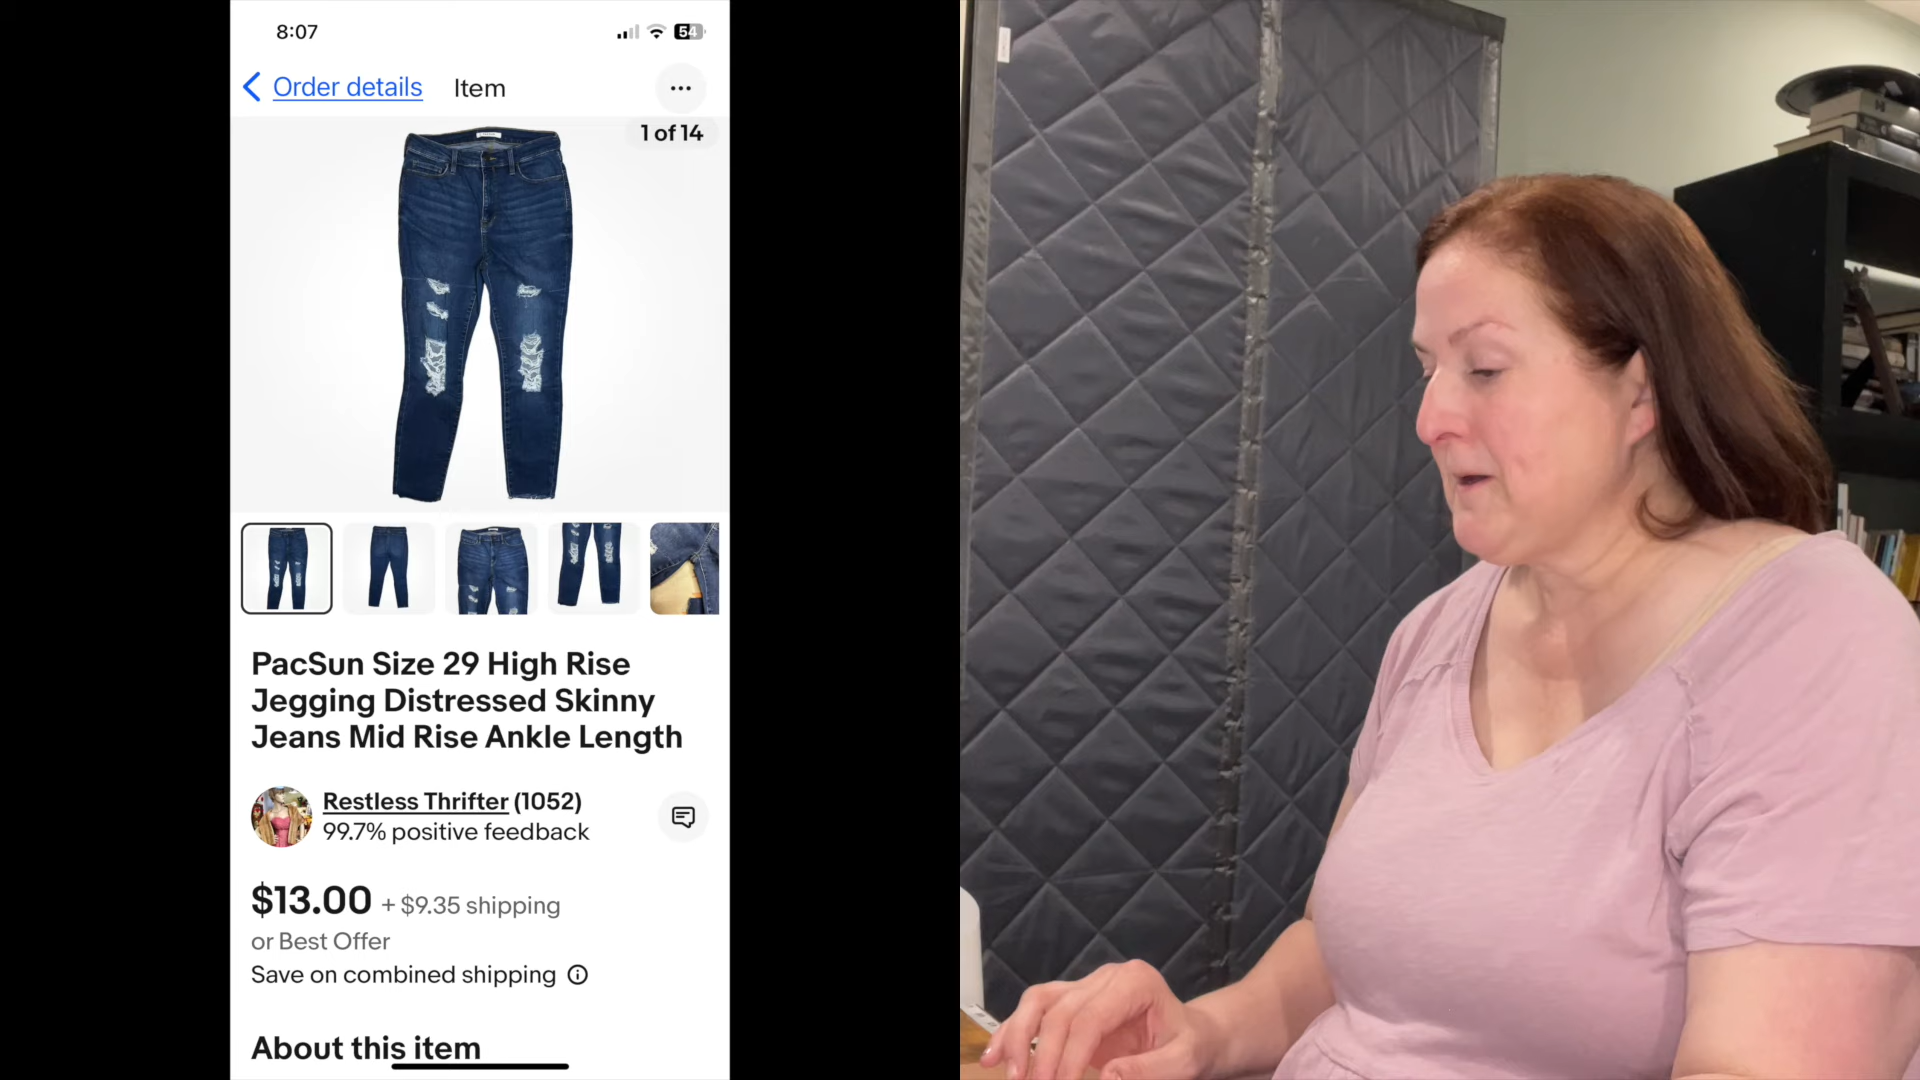 8:07
54
Order details
Item
1 of 14
PacSun Size 29 High Rise
Jegging Distressed Skinny
Jeans Mid Rise Ankle Length
Restless Thrifter (1052)
99.7% positive feedback
$13.00 + $9.35 shipping
or Best Offer
Save on combined shipping
About this item